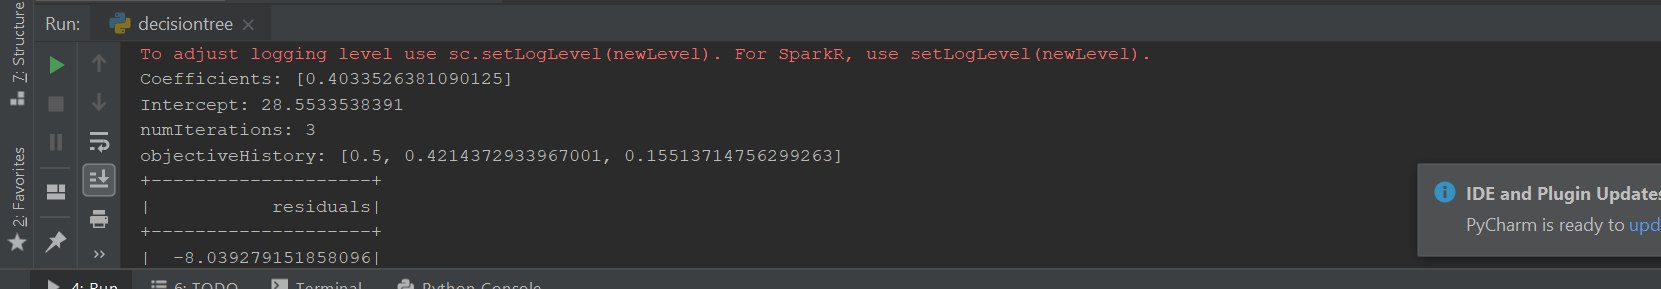 7: Structure
2: Favorites
Run: decisiontree
To adjust logging level use sc.setLogLevel(newLevel). For SparkR, use setLogLevel(newLevel).
Coefficients: [0.4033526381090125]
Intercept: 28.5533538391
numIterations: 3
objectiveHistory: [0.5, 0.4214372933967001, 0.15513714756299263]
+--------------------+
|           residuals|
+--------------------+
|  -8.039279151858096|
IDE and Plugin Updates
PyCharm is ready to upd
4: Run 6: TODO Terminal Python Console